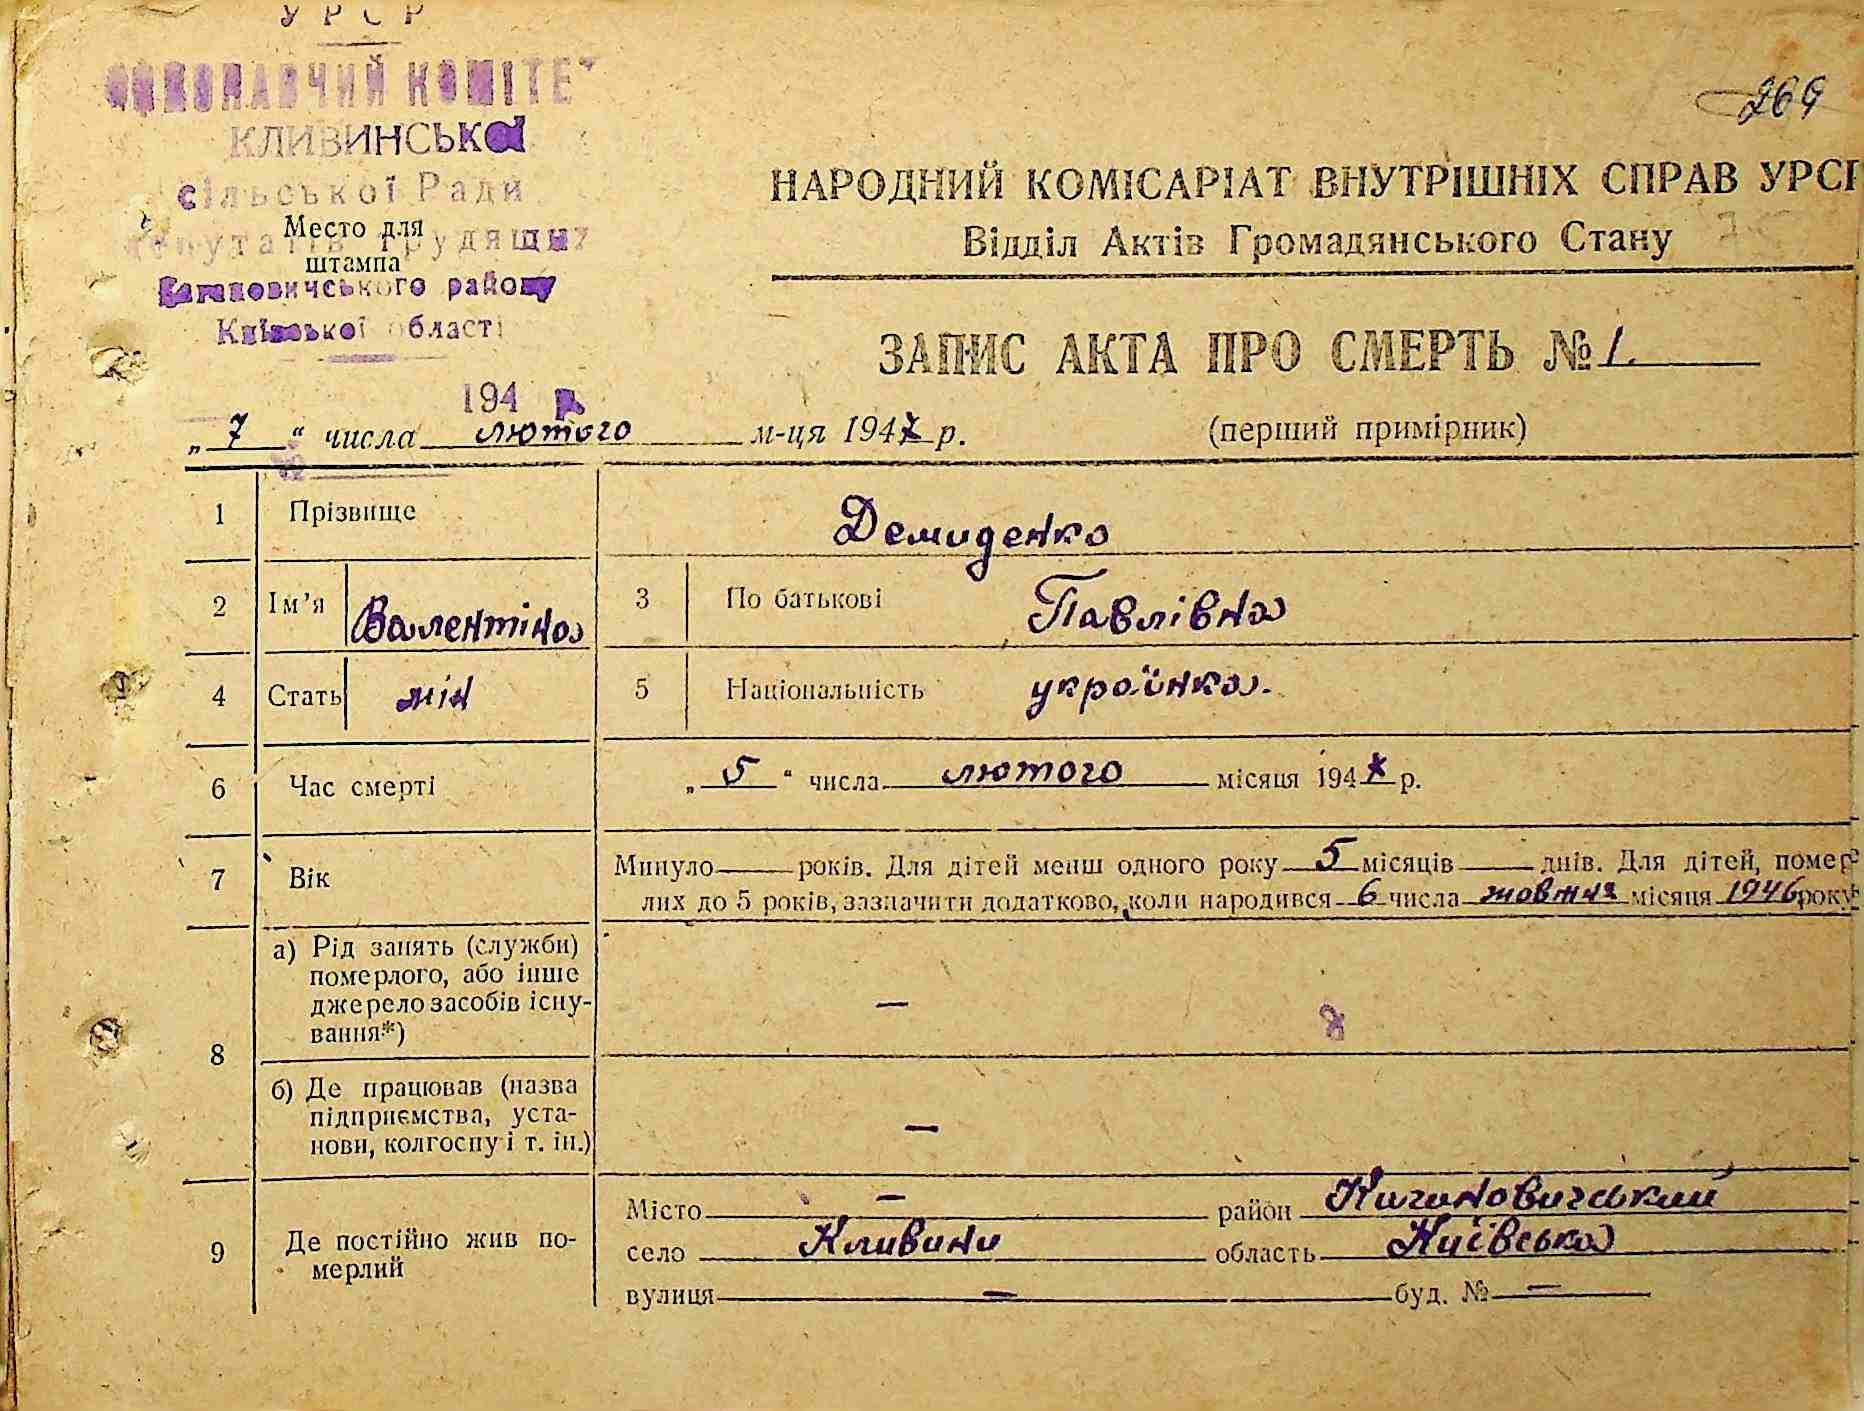 УРСР
ВИКОНАВЧИЙ КОМІТЕТ
КЛИВИНСЬКОЇ
сільської Ради
депутатів трудящих
Место для
штампа
Кагановичського району
Київської області
194
269
НАРОДНИЙ КОМІСАРІАТ ВНУТРІШНІХ СПРАВ УРСР
Відділ Актів Громадянського Стану
ЗАПИС АКТА ПРО СМЕРТЬ № 1.
„ 7 “ числа лютого м-ця 1947 р. (перший примірник)
1 Прізвище Демиденко
2 Ім’я Валентіна 3 По батькові Павлівна
4 Стать жін 5 Національність українка.
6 Час смерті „ 5 “ числа лютого місяця 1947 р.
7 Вік Минуло — років. Для дітей менш одного року 5 місяців — днів. Для дітей, помер-
лих до 5 років, зазначити додатково, коли народився 6 числа жовтня місяця 1946 року
8 а) Рід занять (служби)
померлого, або інше
джерело засобів існу-
вання*) —
б) Де працював (назва
підприємства, уста-
нови, колгоспу і т. ін.) —
9 Де постійно жив по-
мерлий
Місто — район Кагановичський
село Кливини область Київська
вулиця — буд. № —